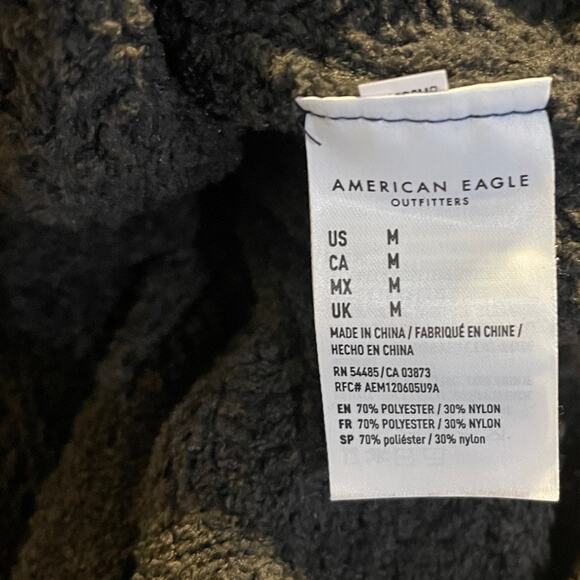 AMERICAN EAGLE
OUTFITTERS
US M
CA M
MX M
UK M
MADE IN CHINA / FABRIQUÉ EN CHINE /
HECHO EN CHINA
RN 54485 / CA 03873
RFC# AEM120605U9A
EN 70% POLYESTER / 30% NYLON
FR 70% POLYESTER / 30% NYLON
SP 70% poliéster / 30% nylon